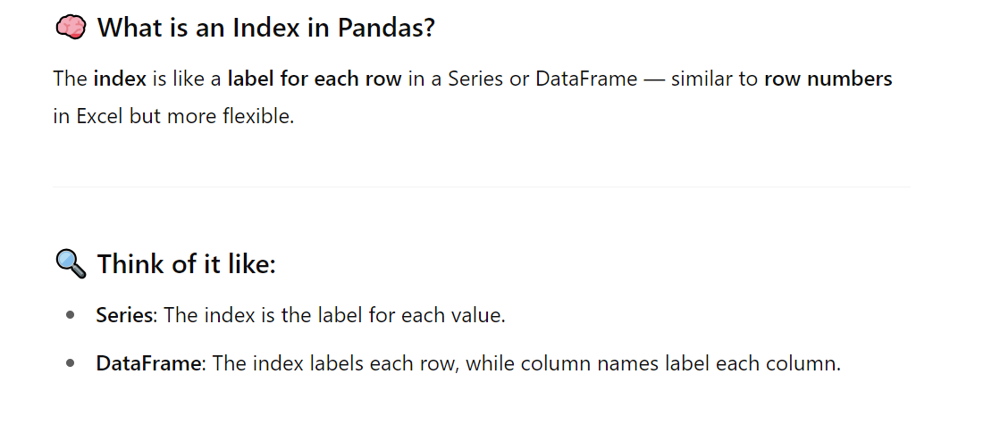 What is an Index in Pandas?
The index is like a label for each row in a Series or DataFrame — similar to row numbers
in Excel but more flexible.
Think of it like:
Series: The index is the label for each value.
DataFrame: The index labels each row, while column names label each column.